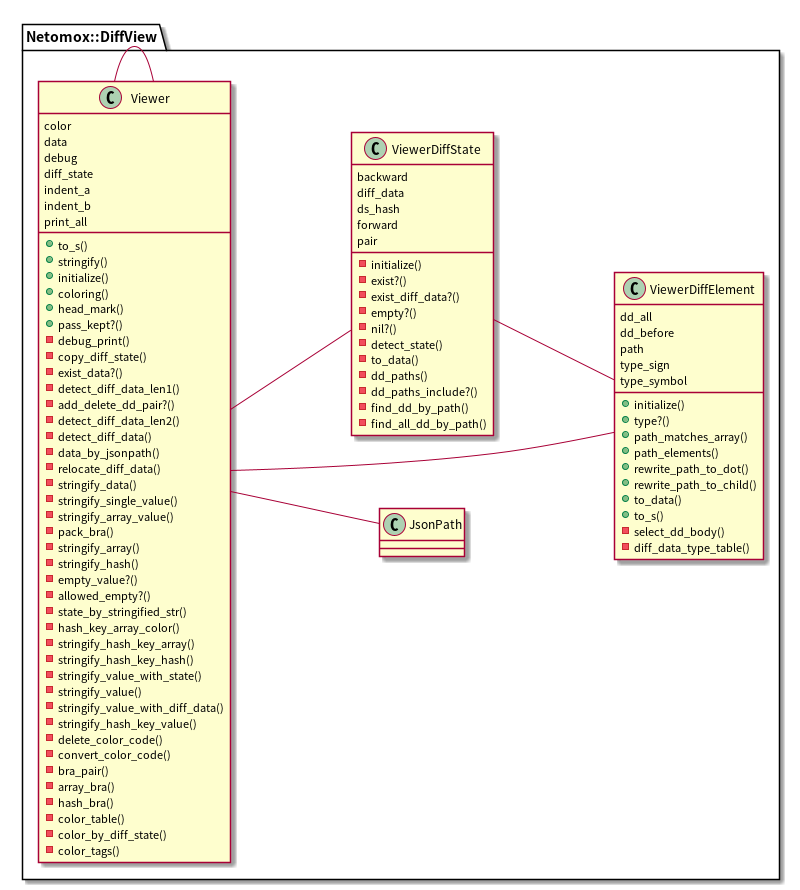 Netomox::DiffView
C Viewer
color
data
debug
diff_state
indent_a
indent_b
print_all
to_s()
stringify()
initialize()
coloring()
head_mark()
pass_kept?()
debug_print()
copy_diff_state()
exist_data?()
detect_diff_data_len1()
add_delete_dd_pair?()
detect_diff_data_len2()
detect_diff_data()
data_by_jsonpath()
relocate_diff_data()
stringify_data()
stringify_single_value()
stringify_array_value()
pack_bra()
stringify_array()
stringify_hash()
empty_value?()
allowed_empty?()
state_by_stringified_str()
hash_key_array_color()
stringify_hash_key_array()
stringify_hash_key_hash()
stringify_value_with_state()
stringify_value()
stringify_value_with_diff_data()
stringify_hash_key_value()
delete_color_code()
convert_color_code()
bra_pair()
array_bra()
hash_bra()
color_table()
color_by_diff_state()
color_tags()
C ViewerDiffState
backward
diff_data
ds_hash
forward
pair
initialize()
exist?()
exist_diff_data?()
empty?()
nil?()
detect_state()
to_data()
dd_paths()
dd_paths_include?()
find_dd_by_path()
find_all_dd_by_path()
C JsonPath
C ViewerDiffElement
dd_all
dd_before
path
type_sign
type_symbol
initialize()
type?()
path_matches_array()
path_elements()
rewrite_path_to_dot()
rewrite_path_to_child()
to_data()
to_s()
select_dd_body()
diff_data_type_table()